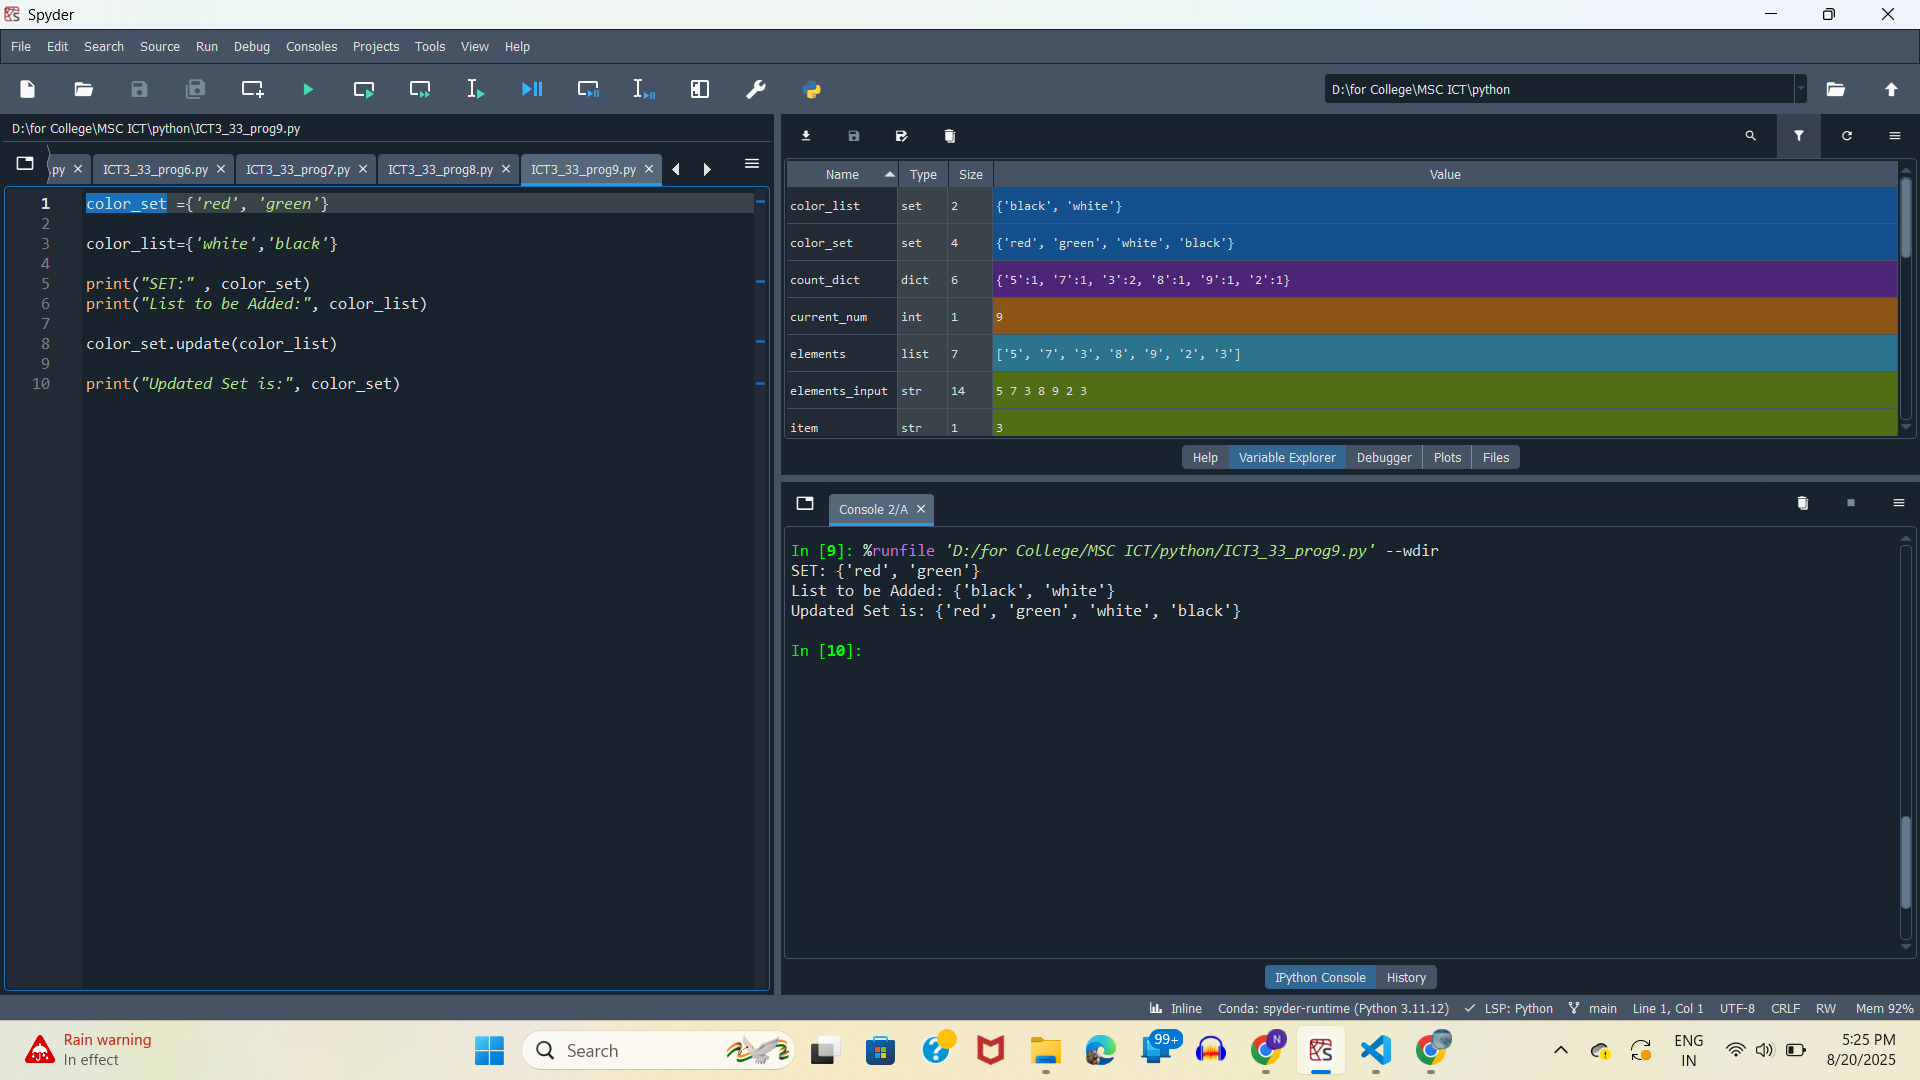 Spyder
File Edit Search Source Run Debug Consoles Projects Tools View Help
D:\for College\MSC ICT\python
D:\for College\MSC ICT\python\ICT3_33_prog9.py
.py ICT3_33_prog6.py ICT3_33_prog7.py ICT3_33_prog8.py ICT3_33_prog9.py
1 color_set ={'red', 'green'}
2
3 color_list={'white','black'}
4
5 print("SET:" , color_set)
6 print("List to be Added:", color_list)
7
8 color_set.update(color_list)
9
10 print("Updated Set is:", color_set)
Name Type Size Value
color_list set 2 {'black', 'white'}
color_set set 4 {'red', 'green', 'white', 'black'}
count_dict dict 6 {'5':1, '7':1, '3':2, '8':1, '9':1, '2':1}
current_num int 1 9
elements list 7 ['5', '7', '3', '8', '9', '2', '3']
elements_input str 14 5 7 3 8 9 2 3
item str 1 3
Help Variable Explorer Debugger Plots Files
Console 2/A
In [9]: %runfile 'D:/for College/MSC ICT/python/ICT3_33_prog9.py' --wdir
SET: {'red', 'green'}
List to be Added: {'black', 'white'}
Updated Set is: {'red', 'green', 'white', 'black'}
In [10]:
IPython Console History
Inline Conda: spyder-runtime (Python 3.11.12) LSP: Python main Line 1, Col 1 UTF-8 CRLF RW Mem 92%
Rain warning
In effect
Search
99+
N
ENG
IN
5:25 PM
8/20/2025